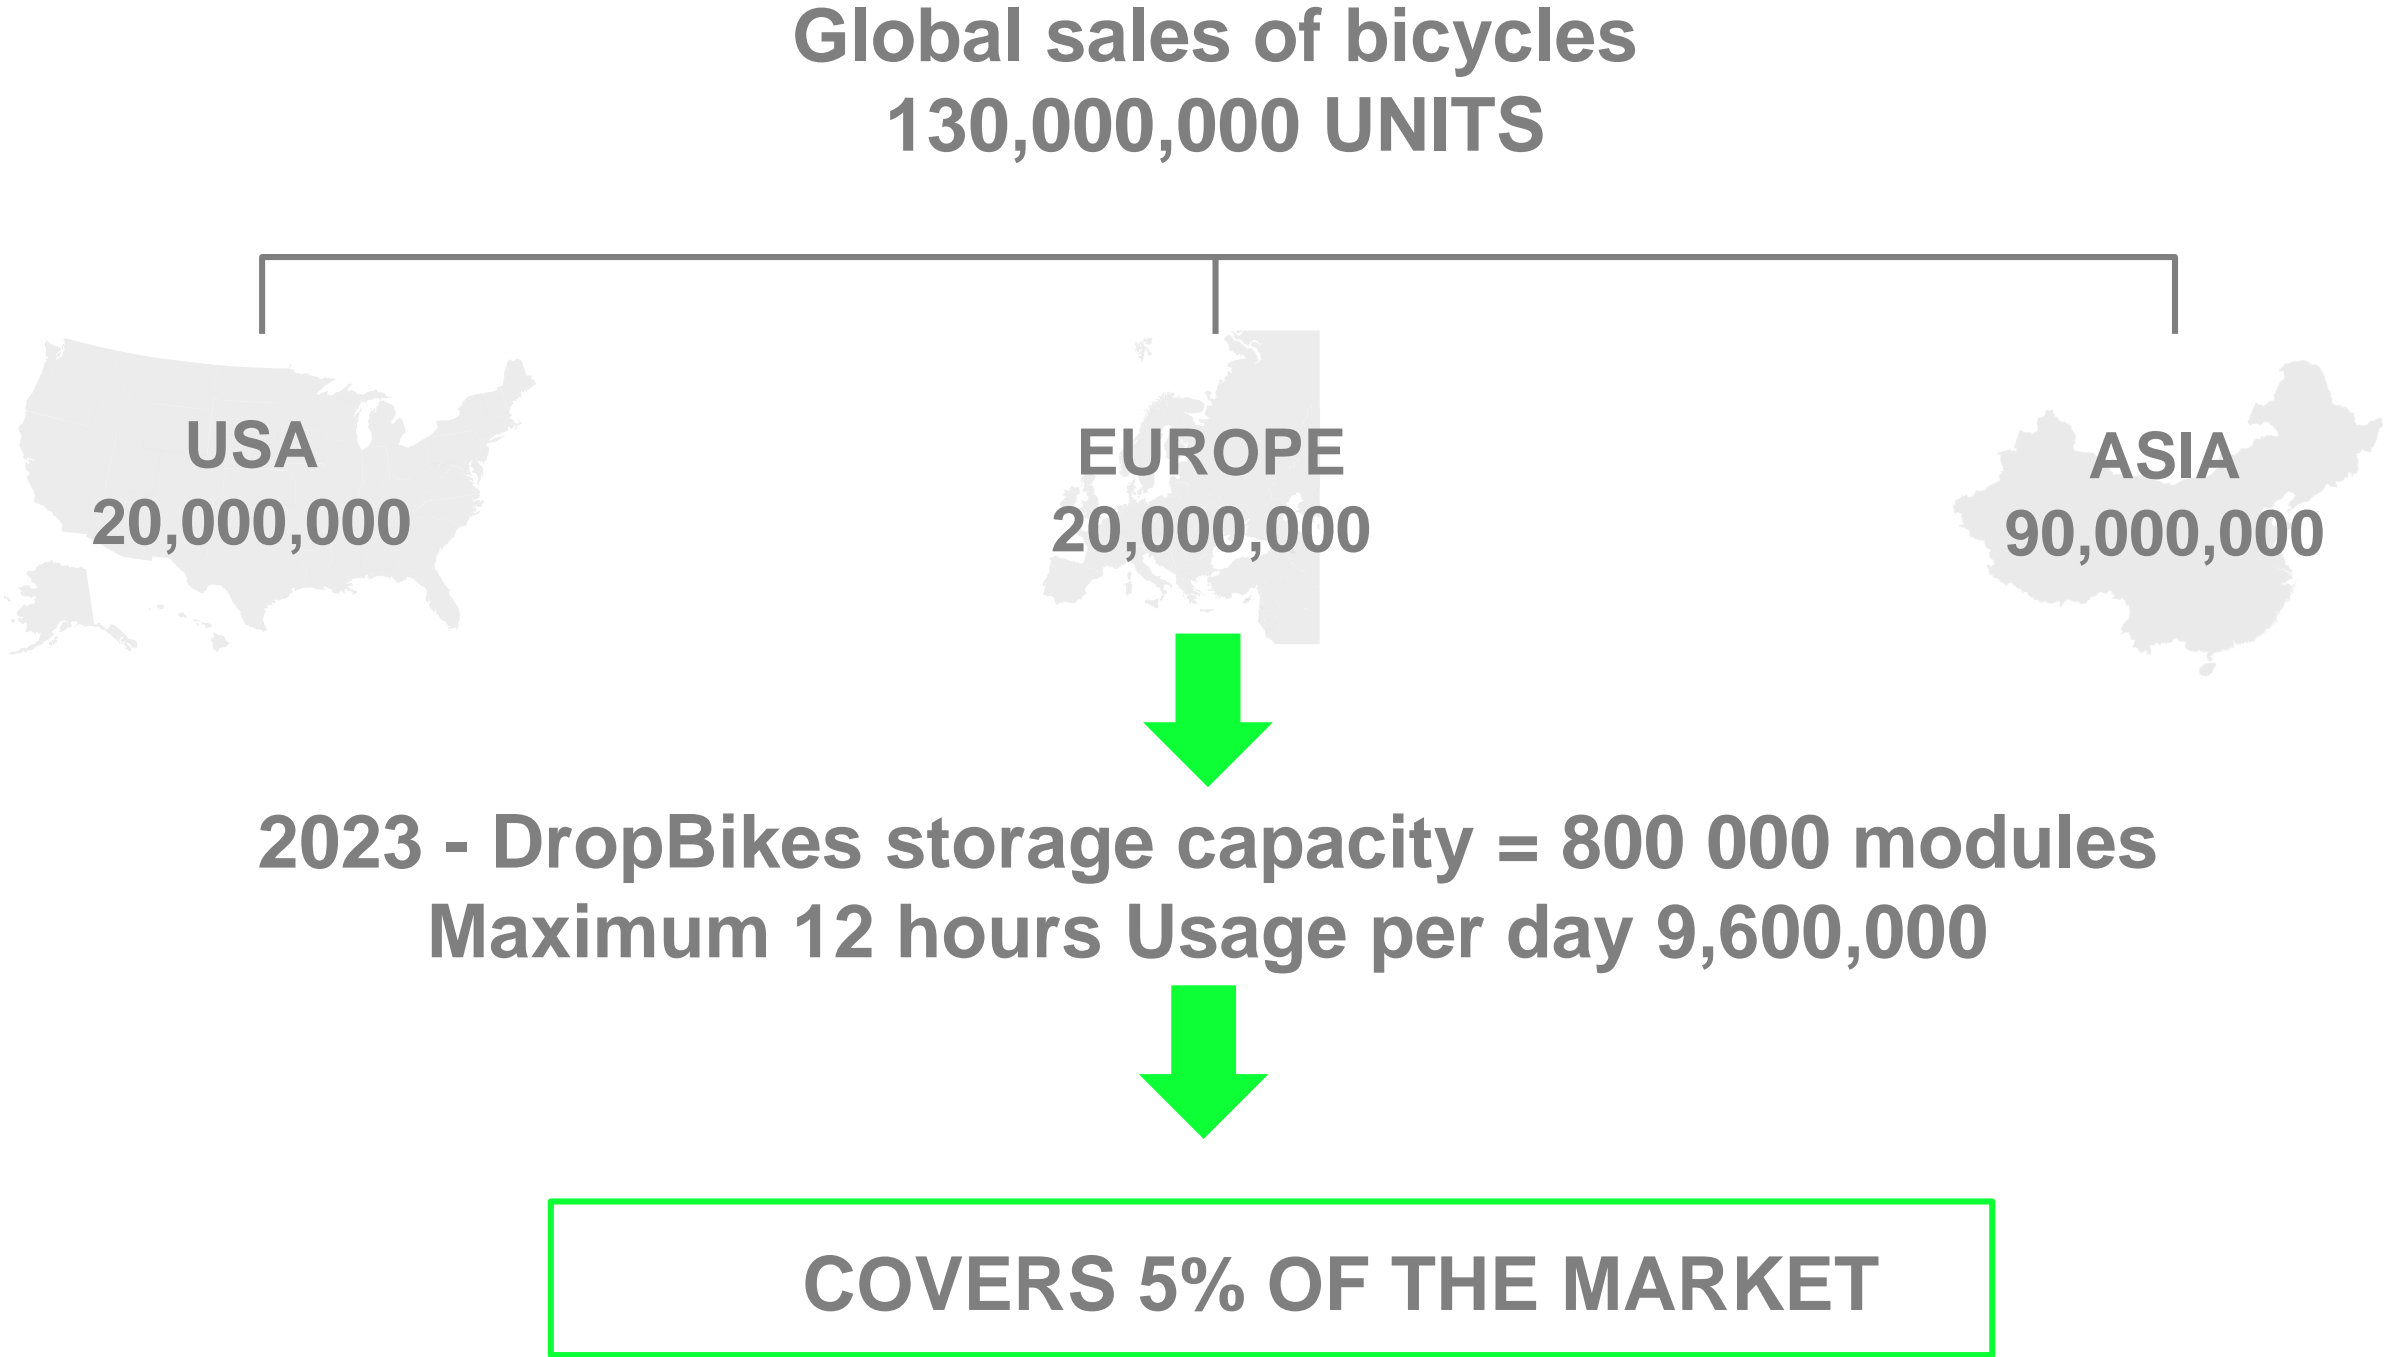 Global sales of bicycles
130,000,000 UNITS
USA
20,000,000
EUROPE
20,000,000
ASIA
90,000,000
2023 - DropBikes storage capacity = 800 000 modules
Maximum 12 hours Usage per day 9,600,000
COVERS 5% OF THE MARKET